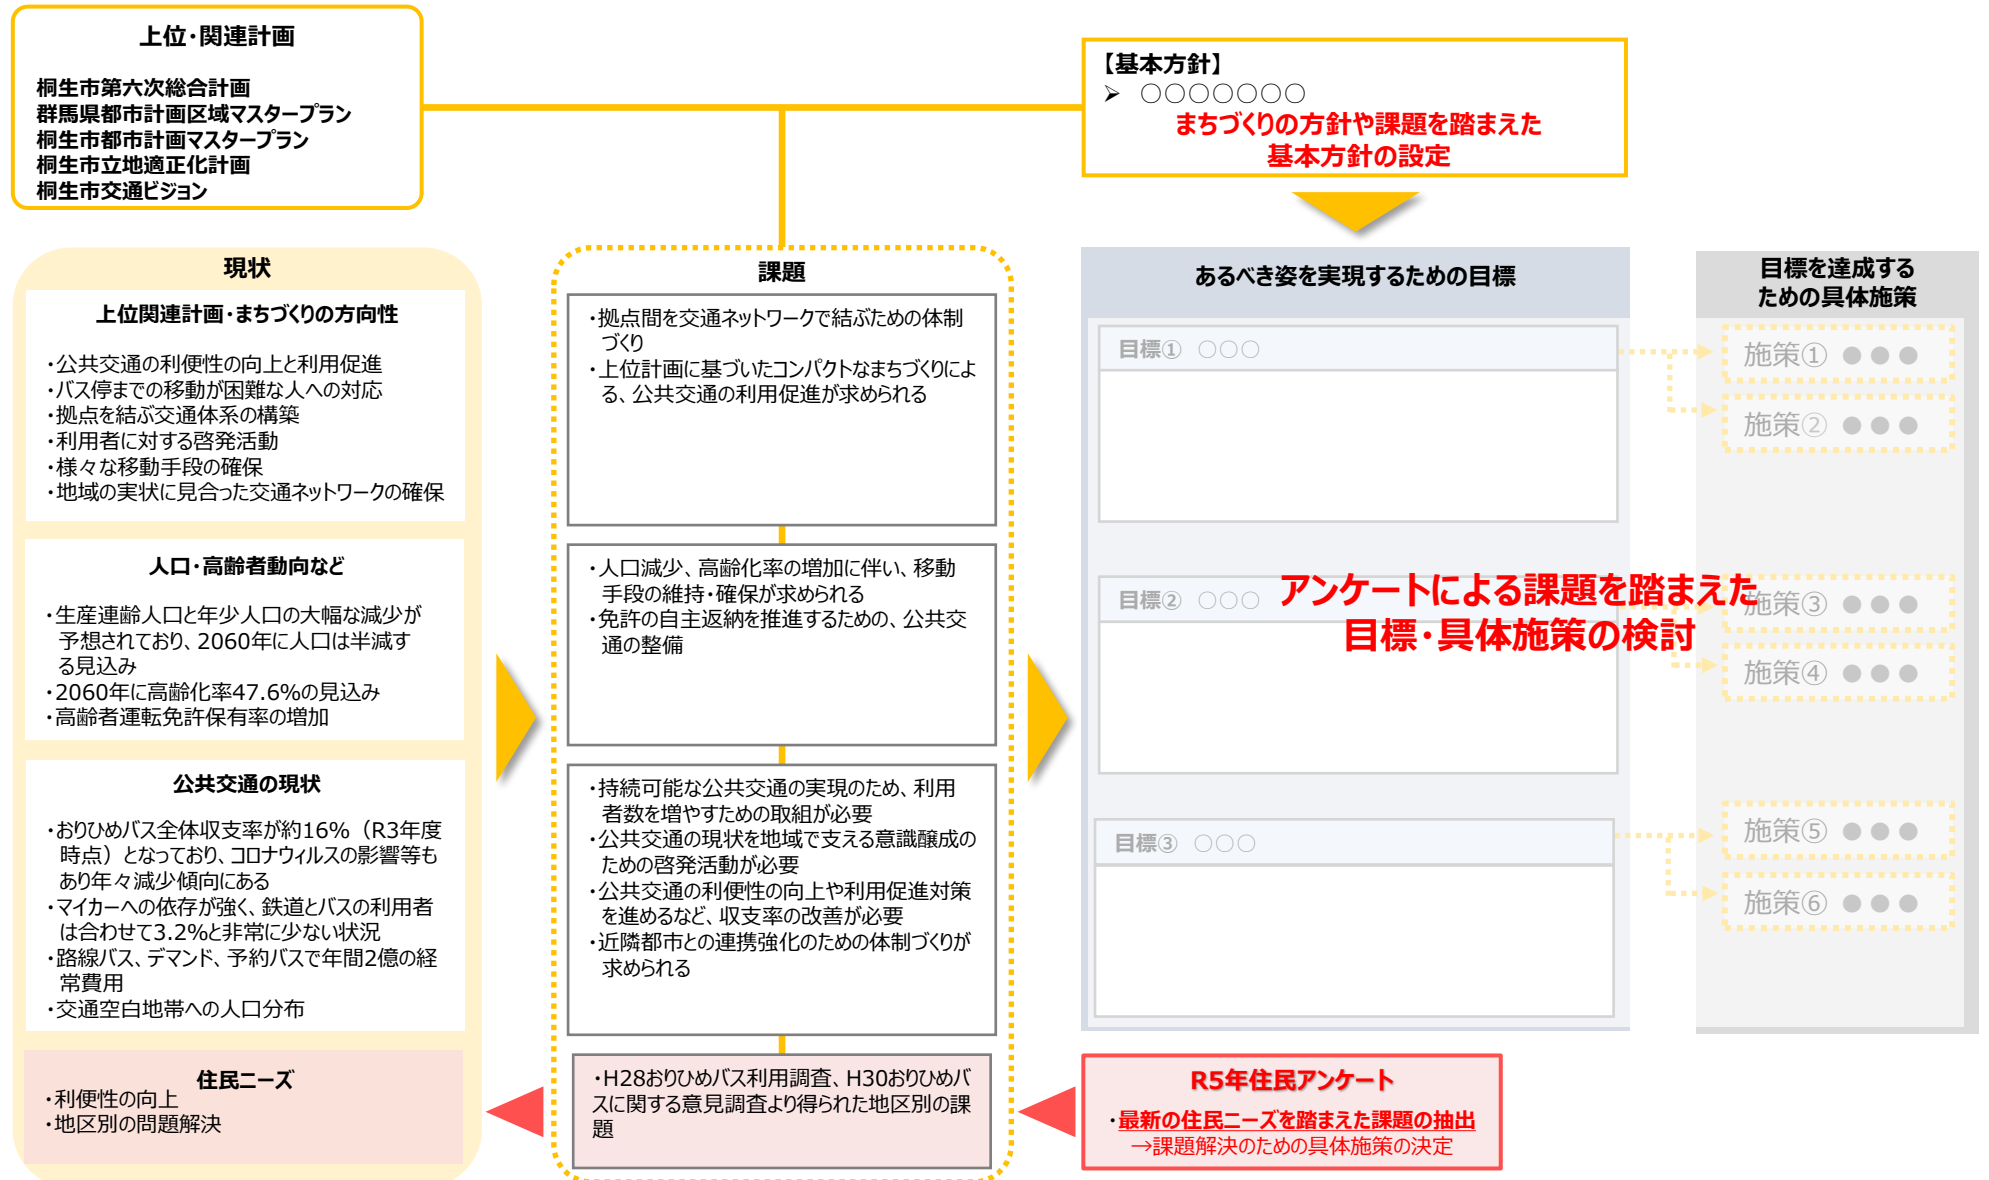 上位・関連計画
桐生市第六次総合計画
群馬県都市計画区域マスタープラン
桐生市都市計画マスタープラン
桐生市立地適正化計画
桐生市交通ビジョン
【基本方針】
➢ ○○○○○○○
まちづくりの方針や課題を踏まえた
基本方針の設定
現状
上位関連計画・まちづくりの方向性
・公共交通の利便性の向上と利用促進
・バス停までの移動が困難な人への対応
・拠点を結ぶ交通体系の構築
・利用者に対する啓発活動
・様々な移動手段の確保
・地域の実状に見合った交通ネットワークの確保
人口・高齢者動向など
・生産連齢人口と年少人口の大幅な減少が
予想されており、2060年に人口は半減す
る見込み
・2060年に高齢化率47.6%の見込み
・高齢者運転免許保有率の増加
公共交通の現状
・おりひめバス全体収支率が約16%（R3年度
時点）となっており、コロナウィルスの影響等も
あり年々減少傾向にある
・マイカーへの依存が強く、鉄道とバスの利用者
は合わせて3.2%と非常に少ない状況
・路線バス、デマンド、予約バスで年間2億の経
常費用
・交通空白地帯への人口分布
住民ニーズ
・利便性の向上
・地区別の問題解決
課題
・拠点間を交通ネットワークで結ぶための体制
づくり
・上位計画に基づいたコンパクトなまちづくりによ
る、公共交通の利用促進が求められる
・人口減少、高齢化率の増加に伴い、移動
手段の維持・確保が求められる
・免許の自主返納を推進するための、公共交
通の整備
・持続可能な公共交通の実現のため、利用
者数を増やすための取組が必要
・公共交通の現状を地域で支える意識醸成の
ための啓発活動が必要
・公共交通の利便性の向上や利用促進対策
を進めるなど、収支率の改善が必要
・近隣都市との連携強化のための体制づくりが
求められる
・H28おりひめバス利用調査、H30おりひめバ
スに関する意見調査より得られた地区別の課
題
あるべき姿を実現するための目標
目標① ○○○
目標② ○○○
目標③ ○○○
アンケートによる課題を踏まえた
目標・具体施策の検討
目標を達成する
ための具体施策
施策① ●●●
施策② ●●●
施策③ ●●●
施策④ ●●●
施策⑤ ●●●
施策⑥ ●●●
R5年住民アンケート
・最新の住民ニーズを踏まえた課題の抽出
→課題解決のための具体施策の決定